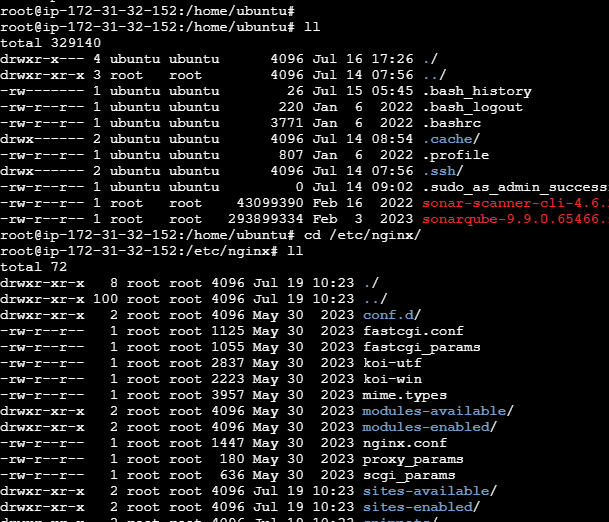 root@ip-172-31-32-152:/home/ubuntu#
root@ip-172-31-32-152:/home/ubuntu# ll
total 329140
drwxr-x--- 4 ubuntu ubuntu      4096 Jul 16 17:26 ./
drwxr-xr-x 3 root   root        4096 Jul 14 07:56 ../
-rw------- 1 ubuntu ubuntu        26 Jul 15 05:45 .bash_history
-rw-r--r-- 1 ubuntu ubuntu       220 Jan  6  2022 .bash_logout
-rw-r--r-- 1 ubuntu ubuntu      3771 Jan  6  2022 .bashrc
drwx------ 2 ubuntu ubuntu      4096 Jul 14 08:54 .cache/
-rw-r--r-- 1 ubuntu ubuntu       807 Jan  6  2022 .profile
drwx------ 2 ubuntu ubuntu      4096 Jul 14 07:56 .ssh/
-rw-r--r-- 1 ubuntu ubuntu         0 Jul 14 09:02 .sudo_as_admin_success
-rw-r--r-- 1 root   root    43099390 Feb 16  2022 sonar-scanner-cli-4.6.
-rw-r--r-- 1 root   root   293899334 Feb  3  2023 sonarqube-9.9.0.65466.
root@ip-172-31-32-152:/home/ubuntu# cd /etc/nginx/
root@ip-172-31-32-152:/etc/nginx# ll
total 72
drwxr-xr-x   8 root root 4096 Jul 19 10:23 ./
drwxr-xr-x 100 root root 4096 Jul 19 10:23 ../
drwxr-xr-x   2 root root 4096 May 30  2023 conf.d/
-rw-r--r--   1 root root 1125 May 30  2023 fastcgi.conf
-rw-r--r--   1 root root 1055 May 30  2023 fastcgi_params
-rw-r--r--   1 root root 2837 May 30  2023 koi-utf
-rw-r--r--   1 root root 2223 May 30  2023 koi-win
-rw-r--r--   1 root root 3957 May 30  2023 mime.types
drwxr-xr-x   2 root root 4096 May 30  2023 modules-available/
drwxr-xr-x   2 root root 4096 May 30  2023 modules-enabled/
-rw-r--r--   1 root root 1447 May 30  2023 nginx.conf
-rw-r--r--   1 root root  180 May 30  2023 proxy_params
-rw-r--r--   1 root root  636 May 30  2023 scgi_params
drwxr-xr-x   2 root root 4096 Jul 19 10:23 sites-available/
drwxr-xr-x   2 root root 4096 Jul 19 10:23 sites-enabled/